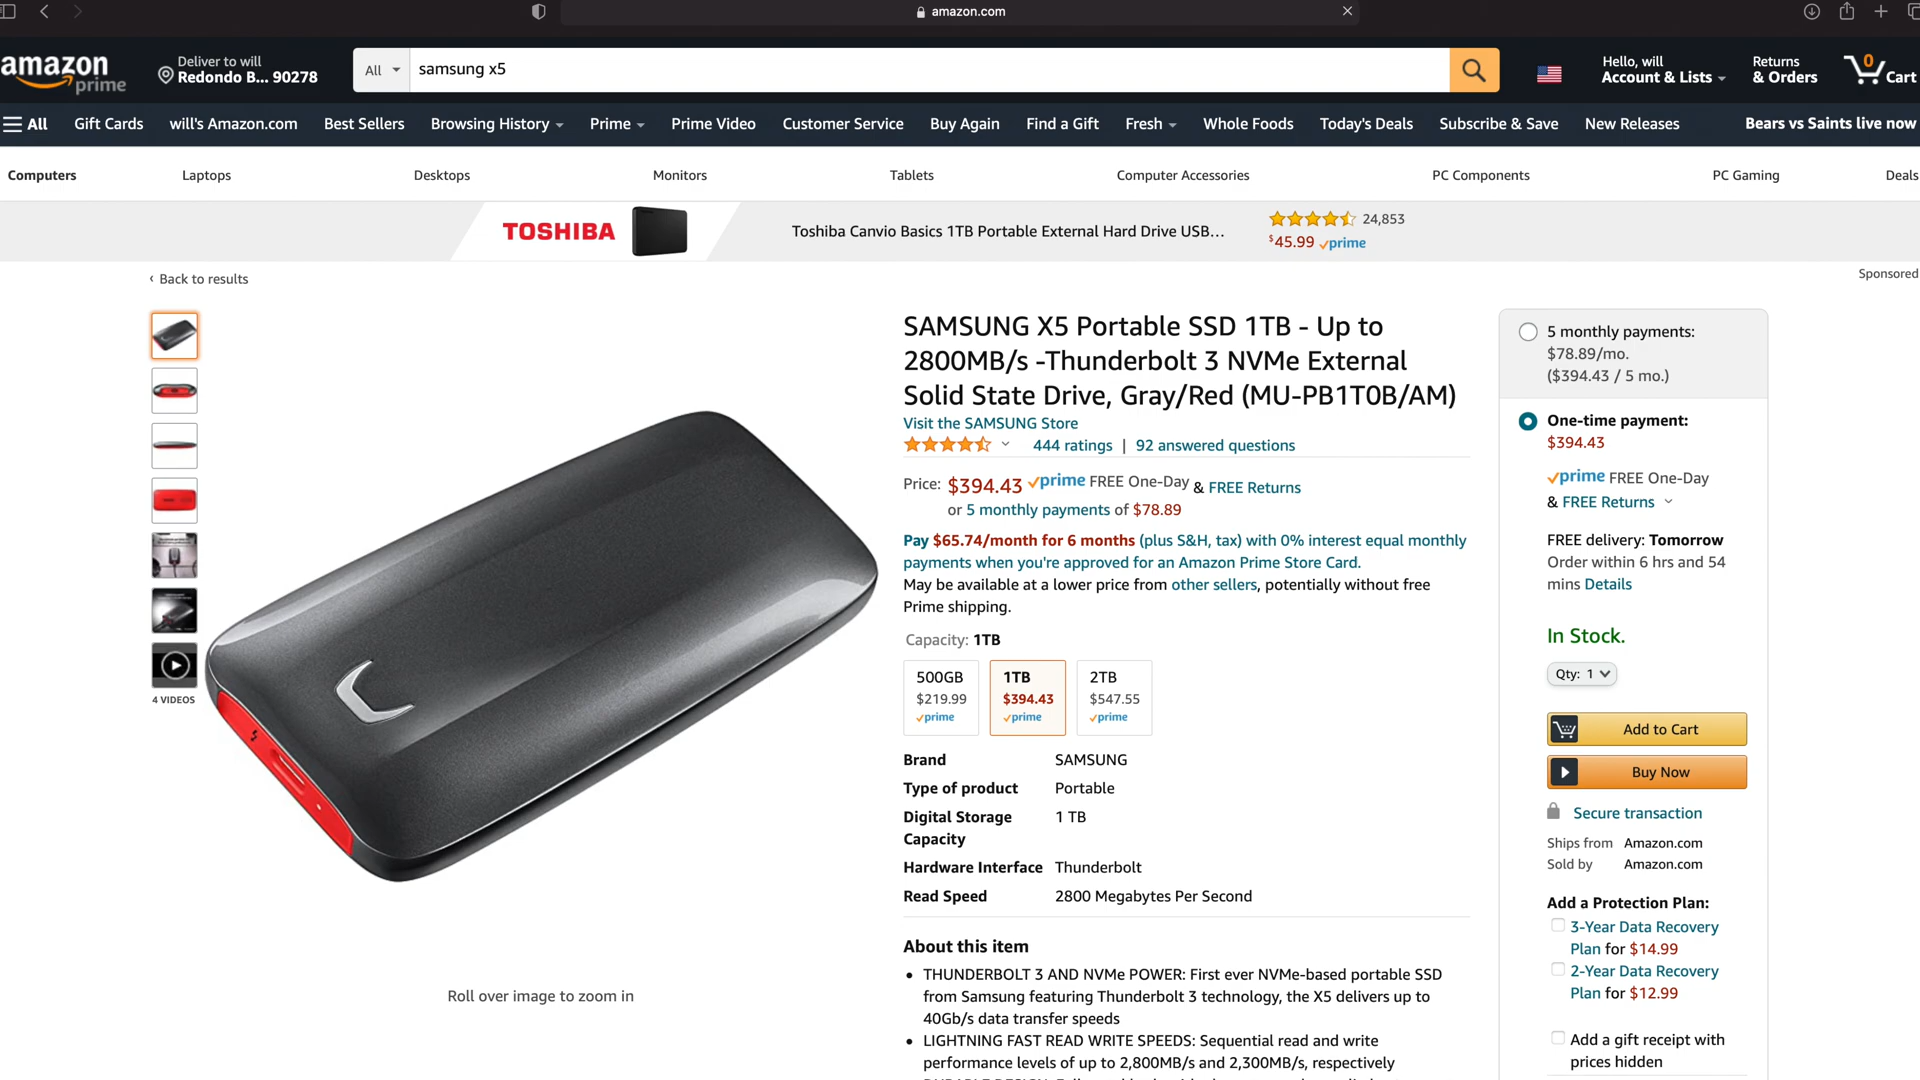 amazon.com
amazon prime
Deliver to will
Redondo B... 90278
All
samsung x5
Hello, will
Account & Lists
Returns
& Orders
0
Cart
All
Gift Cards
will's Amazon.com
Best Sellers
Browsing History
Prime
Prime Video
Customer Service
Buy Again
Find a Gift
Fresh
Whole Foods
Today's Deals
Subscribe & Save
New Releases
Bears vs Saints live now
Computers
Laptops
Desktops
Monitors
Tablets
Computer Accessories
PC Components
PC Gaming
Deals
TOSHIBA
Toshiba Canvio Basics 1TB Portable External Hard Drive USB...
24,853
$45.99 prime
‹ Back to results
Sponsored
4 VIDEOS
Roll over image to zoom in
SAMSUNG X5 Portable SSD 1TB - Up to
2800MB/s -Thunderbolt 3 NVMe External
Solid State Drive, Gray/Red (MU-PB1T0B/AM)
Visit the SAMSUNG Store
444 ratings | 92 answered questions
Price: $394.43 prime FREE One-Day & FREE Returns
or 5 monthly payments of $78.89
Pay $65.74/month for 6 months (plus S&H, tax) with 0% interest equal monthly
payments when you're approved for an Amazon Prime Store Card.
May be available at a lower price from other sellers, potentially without free
Prime shipping.
Capacity: 1TB
500GB
$219.99
prime
1TB
$394.43
prime
2TB
$547.55
prime
Brand SAMSUNG
Type of product Portable
Digital Storage 1 TB
Capacity
Hardware Interface Thunderbolt
Read Speed 2800 Megabytes Per Second
About this item
• THUNDERBOLT 3 AND NVMe POWER: First ever NVMe-based portable SSD
from Samsung featuring Thunderbolt 3 technology, the X5 delivers up to
40Gb/s data transfer speeds
• LIGHTNING FAST READ WRITE SPEEDS: Sequential read and write
performance levels of up to 2,800MB/s and 2,300MB/s, respectively
5 monthly payments:
$78.89/mo.
($394.43 / 5 mo.)
One-time payment:
$394.43
prime FREE One-Day
& FREE Returns
FREE delivery: Tomorrow
Order within 6 hrs and 54
mins Details
In Stock.
Qty: 1
Add to Cart
Buy Now
Secure transaction
Ships from Amazon.com
Sold by Amazon.com
Add a Protection Plan:
3-Year Data Recovery
Plan for $14.99
2-Year Data Recovery
Plan for $12.99
Add a gift receipt with
prices hidden